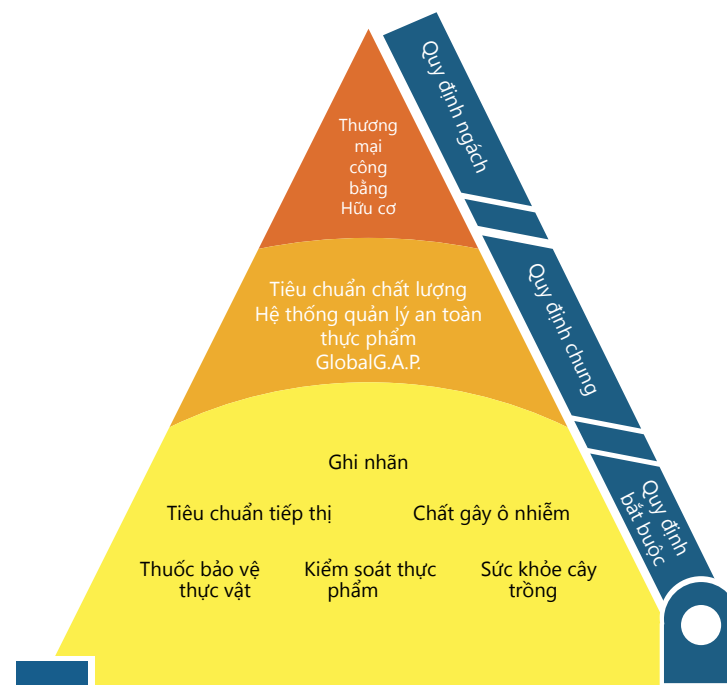 Thương
mại
công
bằng
Hữu cơ
Quy định ngách
Tiêu chuẩn chất lượng
Hệ thống quản lý an toàn
thực phẩm
GlobalG.A.P.
Quy định chung
Ghi nhãn
Tiêu chuẩn tiếp thị
Chất gây ô nhiễm
Thuốc bảo vệ
thực vật
Kiểm soát thực
phẩm
Sức khỏe cây
trồng
Quy định
bắt buộc